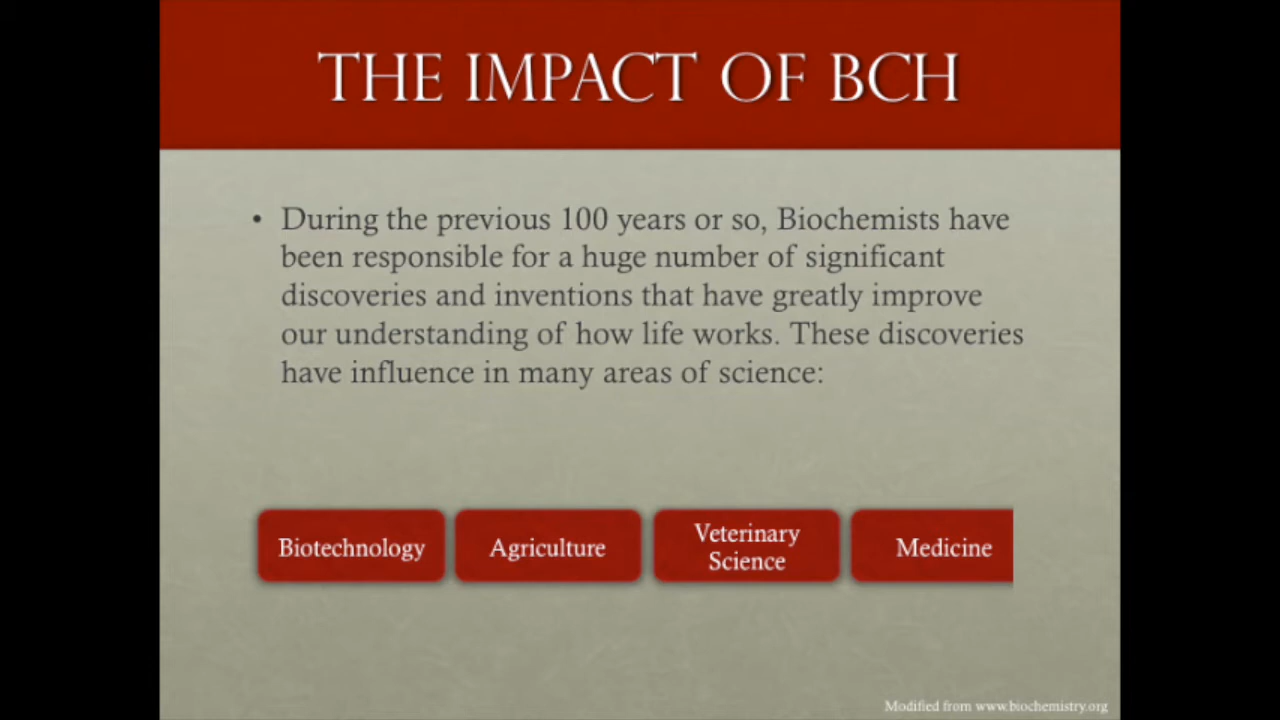 THE IMPACT OF BCH
• During the previous 100 years or so, Biochemists have
been responsible for a huge number of significant
discoveries and inventions that have greatly improve
our understanding of how life works. These discoveries
have influence in many areas of science:
Biotechnology
Agriculture
Veterinary
Science
Medicine
Modified from www.biochemistry.org